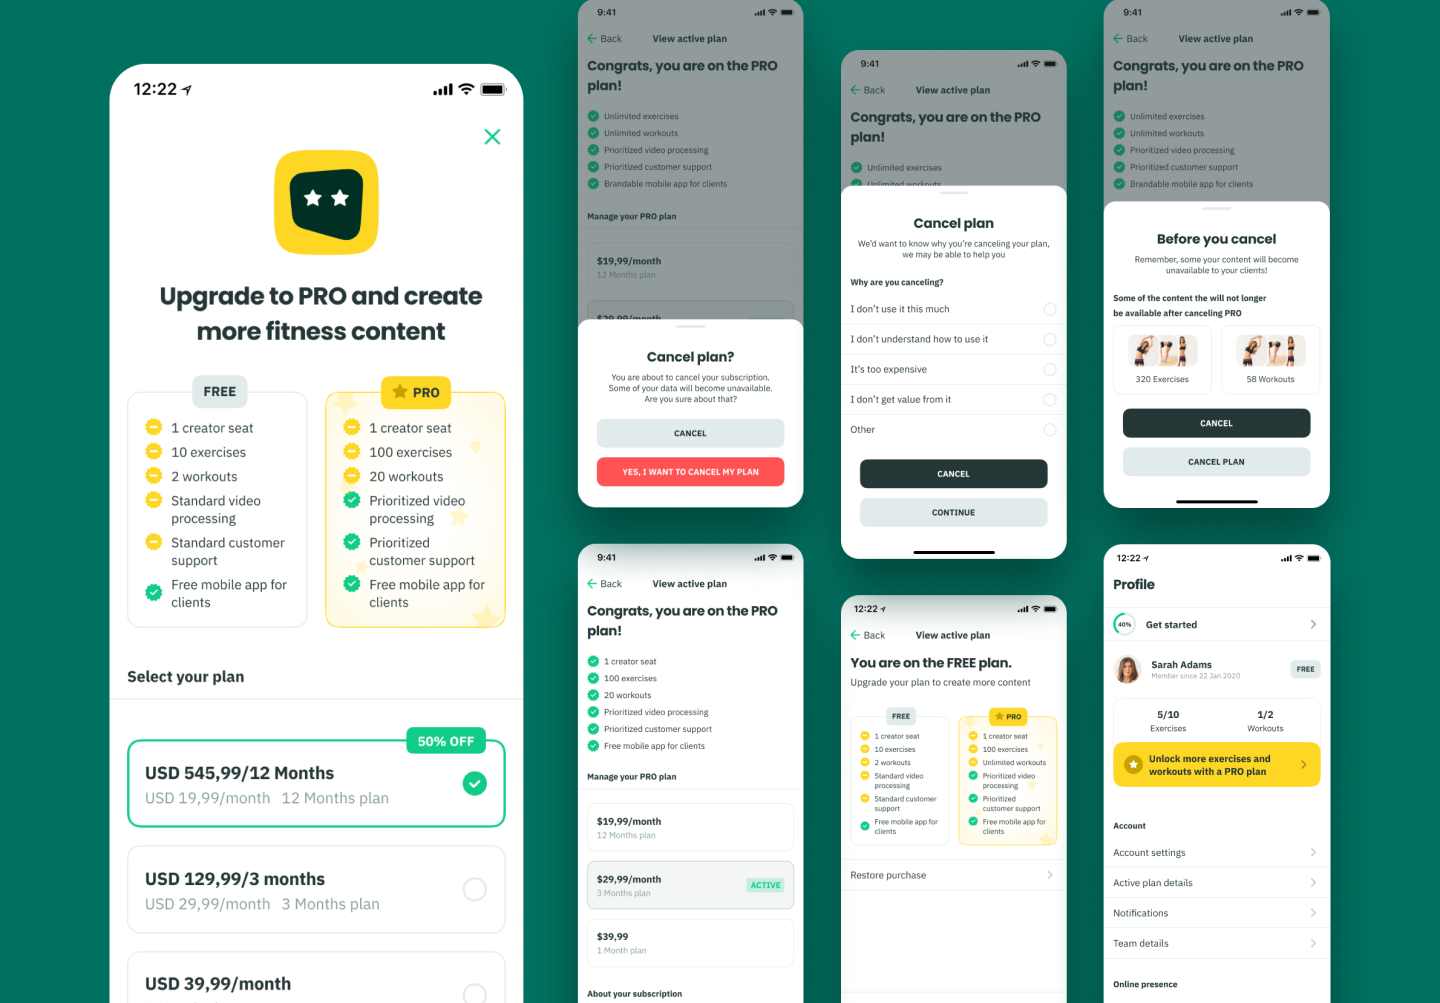 12:22
Upgrade to PRO and create
more fitness content
FREE
1 creator seat
10 exercises
2 workouts
Standard video
processing
Standard customer
support
Free mobile app for
clients
PRO
1 creator seat
100 exercises
20 workouts
Prioritized video
processing
Prioritized
customer support
Free mobile app for
clients
Select your plan
50% OFF
USD 545,99/12 Months
USD 19,99/month 12 Months plan
USD 129,99/3 months
USD 29,99/month 3 Months plan
USD 39,99/month
9:41
Back
View active plan
Congrats, you are on the PRO
plan!
Unlimited exercises
Unlimited workouts
Prioritized video processing
Prioritized customer support
Brandable mobile app for clients
Manage your PRO plan
$19,99/month
12 Months plan
$29,99/month
Cancel plan?
You are about to cancel your subscription.
Some of your data will become unavailable.
Are you sure about that?
CANCEL
YES, I WANT TO CANCEL MY PLAN
9:41
Back
View active plan
Congrats, you are on the PRO
plan!
1 creator seat
100 exercises
20 workouts
Prioritized video processing
Prioritized customer support
Free mobile app for clients
Manage your PRO plan
$19,99/month
12 Months plan
$29,99/month
3 Months plan
ACTIVE
$39,99
1 Month plan
About your subscription
9:41
Back
View active plan
Congrats, you are on the PRO
plan!
Unlimited exercises
Unlimited workouts
Cancel plan
We'd want to know why you're canceling your plan,
we may be able to help you
Why are you canceling?
I don't use it this much
I don't understand how to use it
It's too expensive
I don't get value from it
Other
CANCEL
CONTINUE
12:22
Back
View active plan
You are on the FREE plan.
Upgrade your plan to create more content
FREE
1 creator seat
10 exercises
2 workouts
Standard video
processing
Standard customer
support
Free mobile app for
clients
PRO
1 creator seat
100 exercises
Unlimited workouts
Prioritized video
processing
Prioritized
customer support
Free mobile app for
clients
Restore purchase
9:41
Back
View active plan
Congrats, you are on the PRO
plan!
Unlimited exercises
Unlimited workouts
Prioritized video processing
Prioritized customer support
Brandable mobile app for clients
Before you cancel
Remember, some your content will become
unavailable to your clients!
Some of the content the will not longer
be available after canceling PRO
320 Exercises
58 Workouts
CANCEL
CANCEL PLAN
12:22
Profile
40%
Get started
Sarah Adams
Member since 22 Jan 2020
FREE
5/10
Exercises
1/2
Workouts
Unlock more exercises and
workouts with a PRO plan
Account
Account settings
Active plan details
Notifications
Team details
Online presence